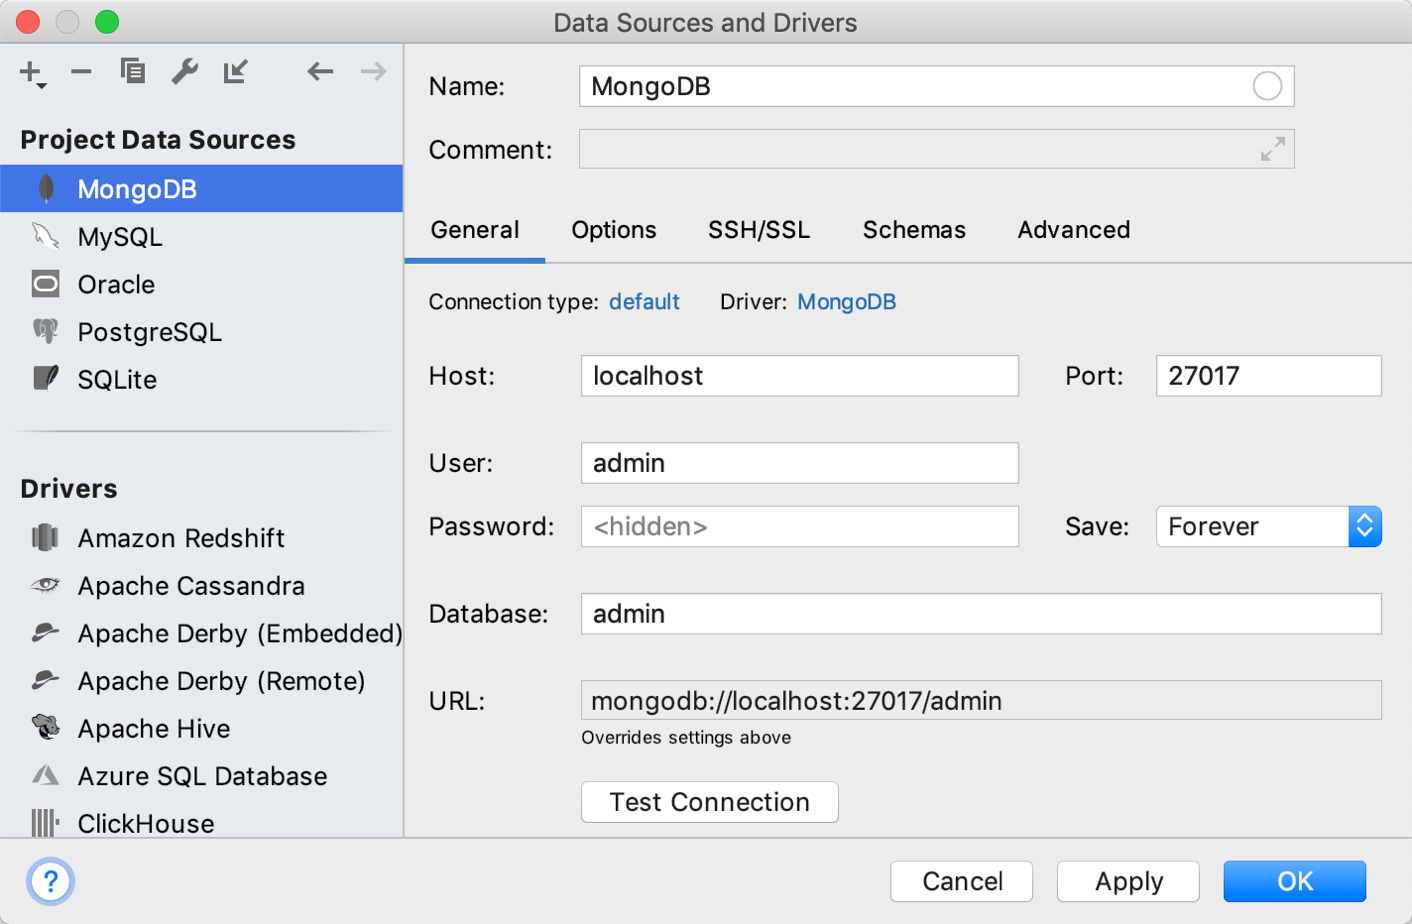 Data Sources and Drivers
Project Data Sources
MongoDB
MySQL
Oracle
PostgreSQL
SQLite
Drivers
Amazon Redshift
Apache Cassandra
Apache Derby (Embedded)
Apache Derby (Remote)
Apache Hive
Azure SQL Database
ClickHouse
Name: MongoDB
Comment:
General Options SSH/SSL Schemas Advanced
Connection type: default Driver: MongoDB
Host: localhost Port: 27017
User: admin
Password: <hidden> Save: Forever
Database: admin
URL: mongodb://localhost:27017/admin
Overrides settings above
Test Connection
? Cancel Apply OK